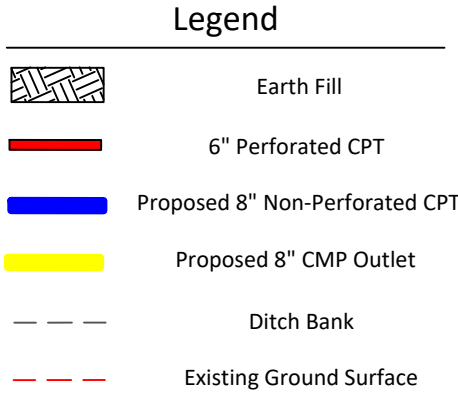 Legend
Earth Fill
6" Perforated CPT
Proposed 8" Non-Perforated CPT
Proposed 8" CMP Outlet
Ditch Bank
Existing Ground Surface